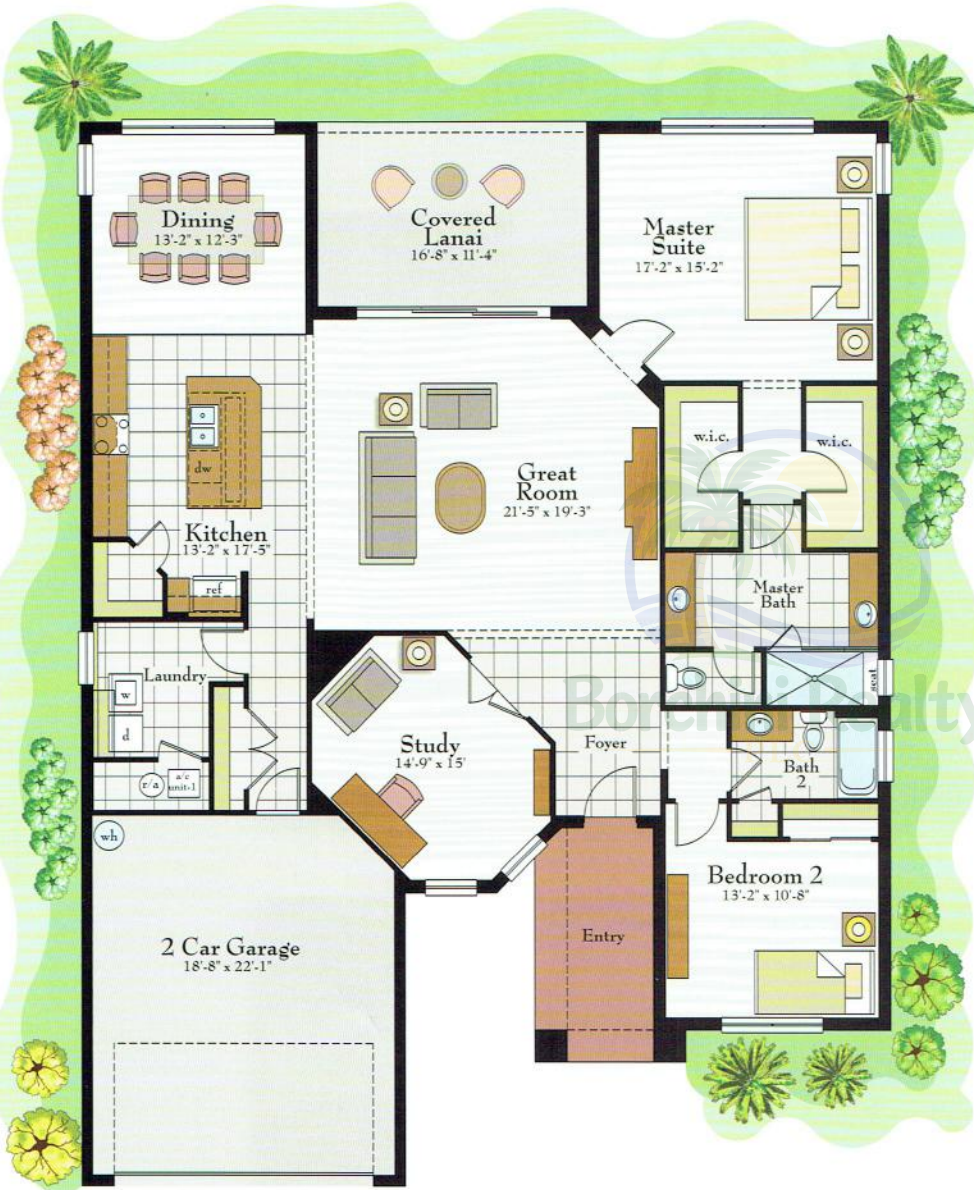 Dining
13'-2" x 12'-3"
Covered
Lanai
16'-8" x 11'-4"
Master
Suite
17'-2" x 15'-2"
w.i.c.
w.i.c.
dw
Great
Room
21'-5" x 19'-3"
Kitchen
13'-2" x 17'-5"
ref
Master
Bath
Laundry
w
d
seat
Realty
Study
14'-9" x 15'
Foyer
Bath
2
r/a
a/c
unit-1
wh
Bedroom 2
13'-2" x 10'-8"
2 Car Garage
18'-8" x 22'-1"
Entry